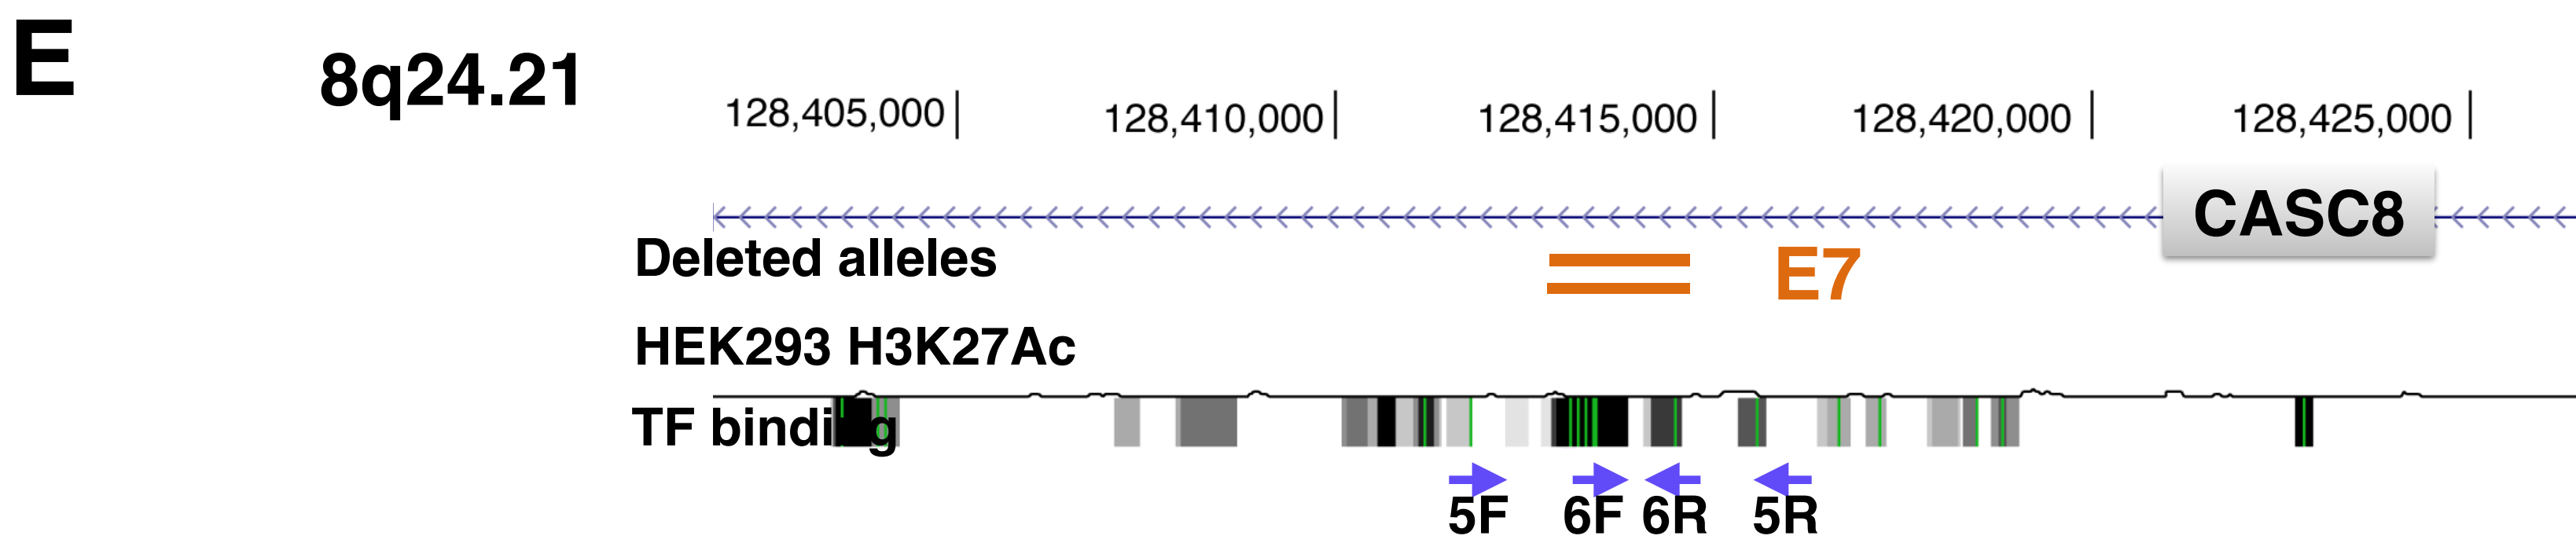 E
8q24.21
128,405,000 128,410,000 128,415,000 128,420,000 128,425,000
CASC8
Deleted alleles E7
HEK293 H3K27Ac
TF binding
5F 6F 6R 5R